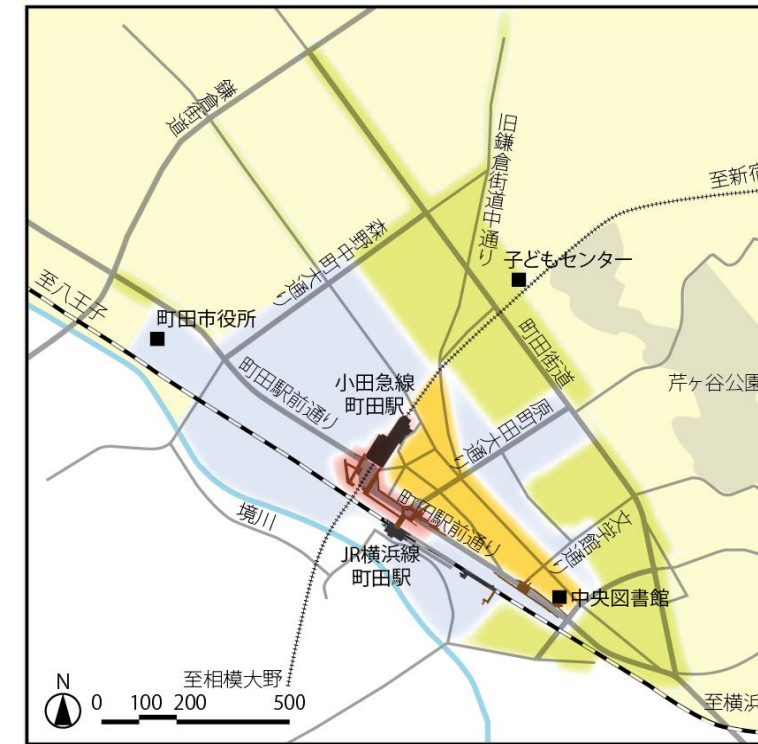 鎌倉街道
旧鎌倉街道中通り
至新宿
森野中町大通り
子どもセンター
至八王子
町田市役所
町田街道
小田急線
町田駅
芹ヶ谷公園
町田駅前通り
原町田大通り
町田駅前通り
文学館通り
境川
JR横浜線
町田駅
中央図書館
至相模大野
至横浜
N
0 100 200 500